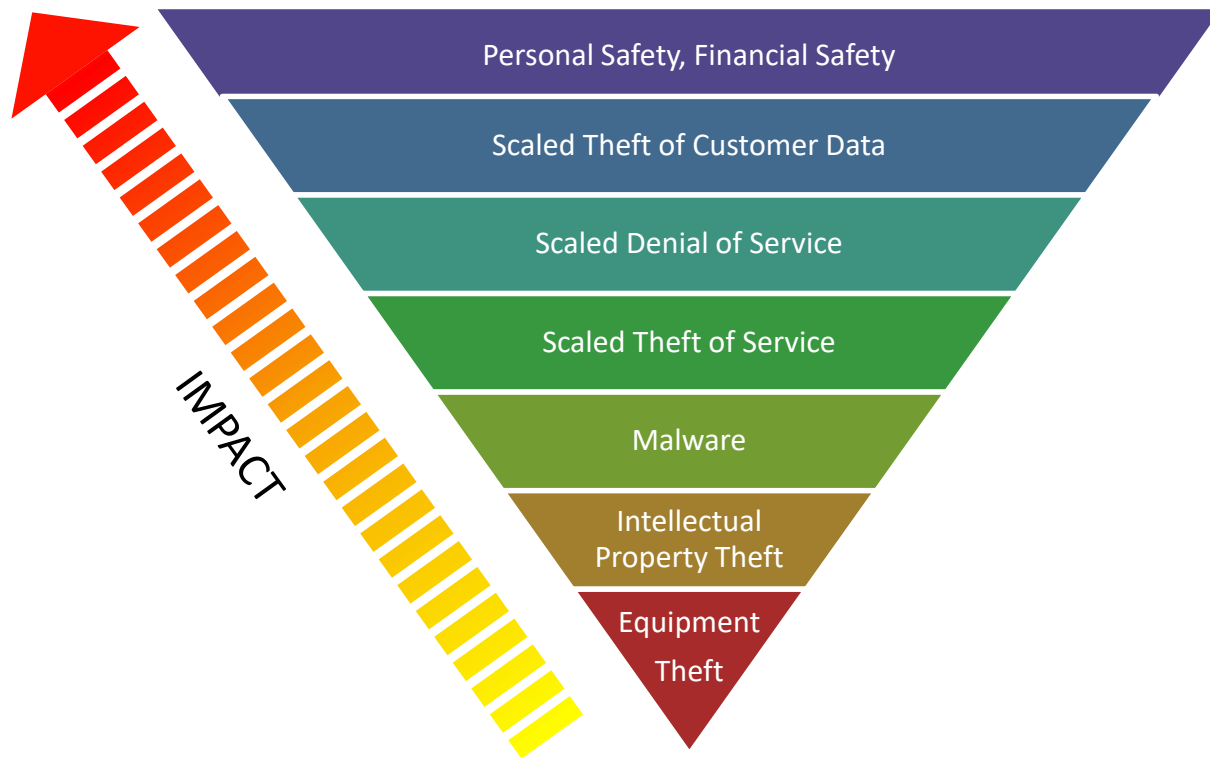 Personal Safety, Financial Safety
Scaled Theft of Customer Data
Scaled Denial of Service
Scaled Theft of Service
IMPACT
Malware
Intellectual
Property Theft
Equipment
Theft